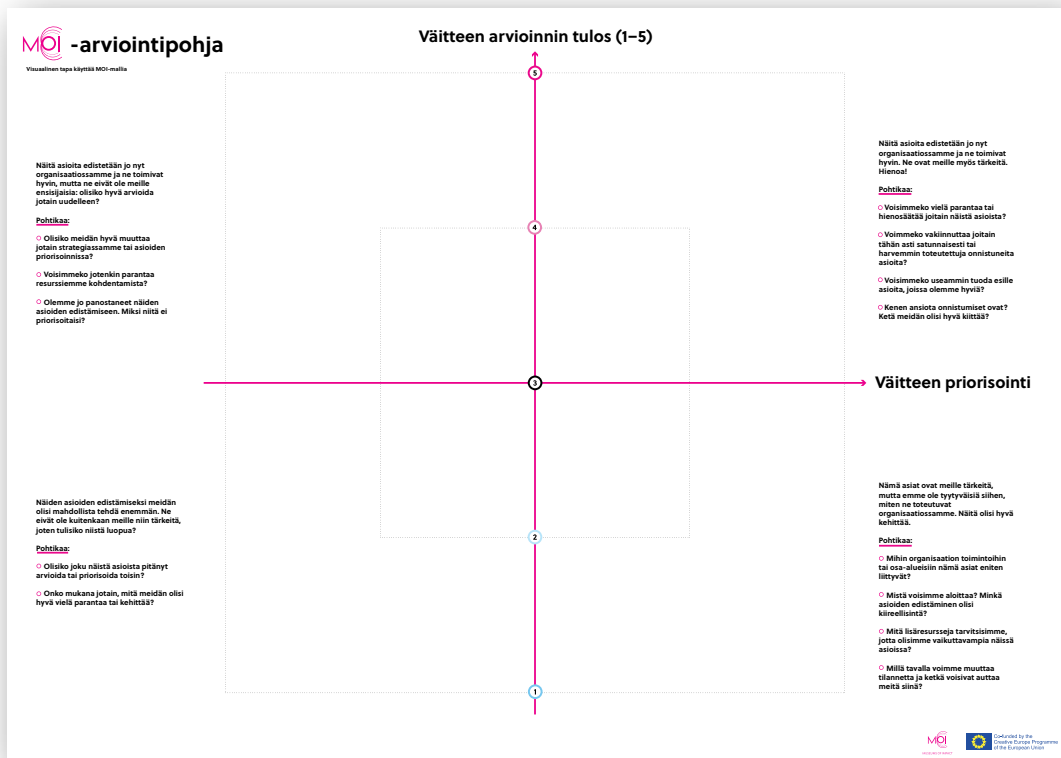 MOI -arviointipohja
Visuaalinen tapa käyttää MOI-mallia
Väitteen arvioinnin tulos (1–5)
5
Näitä asioita edistetään jo nyt
organisaatiossamme ja ne toimivat
hyvin, mutta ne eivät ole meille
ensisijaisia: olisiko hyvä arvioida
jotain uudelleen?
Pohtikaa:
Olisiko meidän hyvä muuttaa
jotain strategiassamme tai asioiden
priorisoinnissa?
Voisimmeko jotenkin parantaa
resurssiemme kohdentamista?
Olemme jo panostaneet näiden
asioiden edistämiseen. Miksi niitä ei
priorisoitaisi?
Näitä asioita edistetään jo nyt
organisaatiossamme ja ne toimivat
hyvin. Ne ovat meille myös tärkeitä.
Hienoa!
Pohtikaa:
Voisimmeko vielä parantaa tai
hienosäätää joitain näistä asioista?
Voimmeko vakiinnuttaa joitain
tähän asti satunnaisesti tai
harvemmin toteutettuja onnistuneita
asioita?
Voisimmeko useammin tuoda esille
asioita, joissa olemme hyviä?
Kenen ansiota onnistumiset ovat?
Ketä meidän olisi hyvä kiittää?
4
3
Väitteen priorisointi
Näiden asioiden edistämiseksi meidän
olisi mahdollista tehdä enemmän. Ne
eivät ole kuitenkaan meille niin tärkeitä,
joten tulisiko niistä luopua?
Pohtikaa:
Olisiko joku näistä asioista pitänyt
arvioida tai priorisoida toisin?
Onko mukana jotain, mitä meidän olisi
hyvä vielä parantaa tai kehittää?
2
Nämä asiat ovat meille tärkeitä,
mutta emme ole tyytyväisiä siihen,
miten ne toteutuvat
organisaatiossamme. Näitä olisi hyvä
kehittää.
Pohtikaa:
Mihin organisaation toimintoihin
tai osa-alueisiin nämä asiat eniten
liittyvät?
Mistä voisimme aloittaa? Minkä
asioiden edistäminen olisi
kiireellisintä?
Mitä lisäresursseja tarvitsisimme,
jotta olisimme vaikuttavampia näissä
asioissa?
Millä tavalla voimme muuttaa
tilannetta ja ketkä voisivat auttaa
meitä siinä?
1
MOI
Co-funded by the
Creative Europe Programme
of the European Union